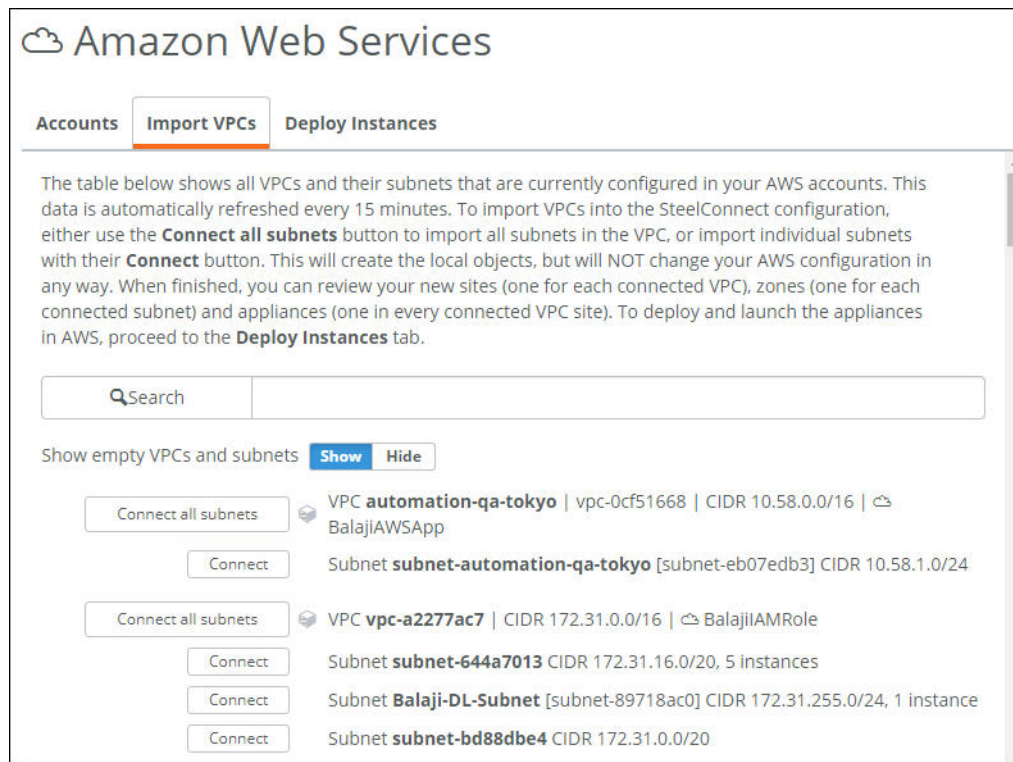 Amazon Web Services
Accounts Import VPCs Deploy Instances
The table below shows all VPCs and their subnets that are currently configured in your AWS accounts. This
data is automatically refreshed every 15 minutes. To import VPCs into the SteelConnect configuration,
either use the Connect all subnets button to import all subnets in the VPC, or import individual subnets
with their Connect button. This will create the local objects, but will NOT change your AWS configuration in
any way. When finished, you can review your new sites (one for each connected VPC), zones (one for each
connected subnet) and appliances (one in every connected VPC site). To deploy and launch the appliances
in AWS, proceed to the Deploy Instances tab.
Search
Show empty VPCs and subnets Show Hide
Connect all subnets VPC automation-qa-tokyo | vpc-0cf51668 | CIDR 10.58.0.0/16 |
BalajiAWSApp
Connect Subnet subnet-automation-qa-tokyo [subnet-eb07edb3] CIDR 10.58.1.0/24
Connect all subnets VPC vpc-a2277ac7 | CIDR 172.31.0.0/16 | BalajiIAMRole
Connect Subnet subnet-644a7013 CIDR 172.31.16.0/20, 5 instances
Connect Subnet Balaji-DL-Subnet [subnet-89718ac0] CIDR 172.31.255.0/24, 1 instance
Connect Subnet subnet-bd88dbe4 CIDR 172.31.0.0/20